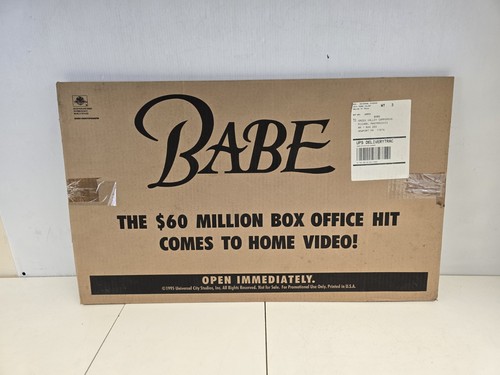 BABE
THE $60 MILLION BOX OFFICE HIT
COMES TO HOME VIDEO!
OPEN IMMEDIATELY.
©1995 Universal City Studios, Inc. All Rights Reserved. Not for Sale. For Promotional Use Only. Printed in U.S.A.
UPS DELIVERYTRAC